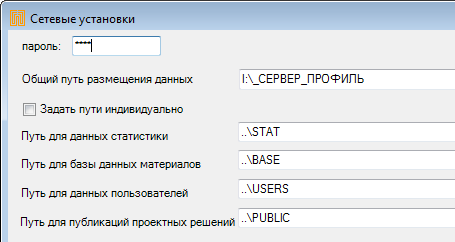 Сетевые установки
пароль: ****
Общий путь размещения данных I:\_СЕРВЕР_ПРОФИЛЬ
Задать пути индивидуально
Путь для данных статистики ..\STAT
Путь для базы данных материалов ..\BASE
Путь для данных пользователей ..\USERS
Путь для публикаций проектных решений ..\PUBLIC